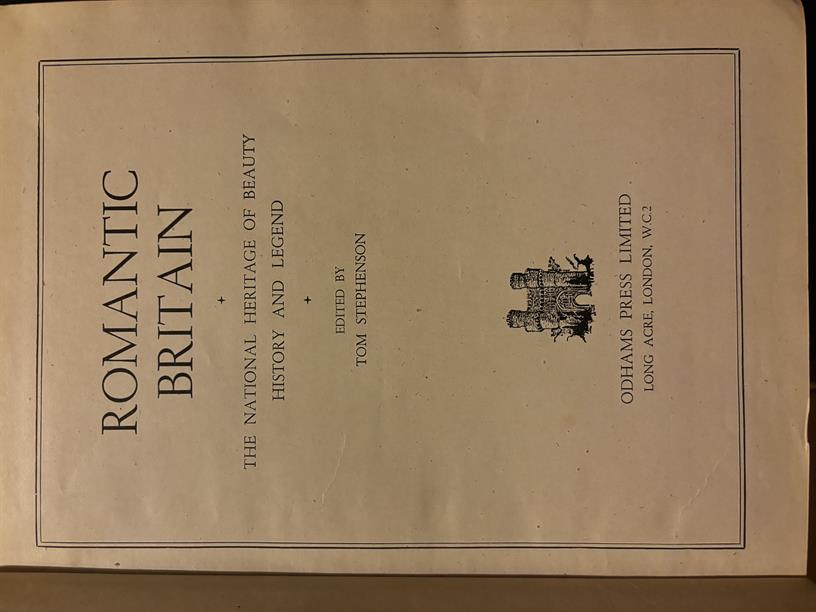 ROMANTIC
BRITAIN
THE NATIONAL HERITAGE OF BEAUTY
HISTORY AND LEGEND
EDITED BY
TOM STEPHENSON
ODHAMS PRESS LIMITED
LONG ACRE, LONDON, W.C.2